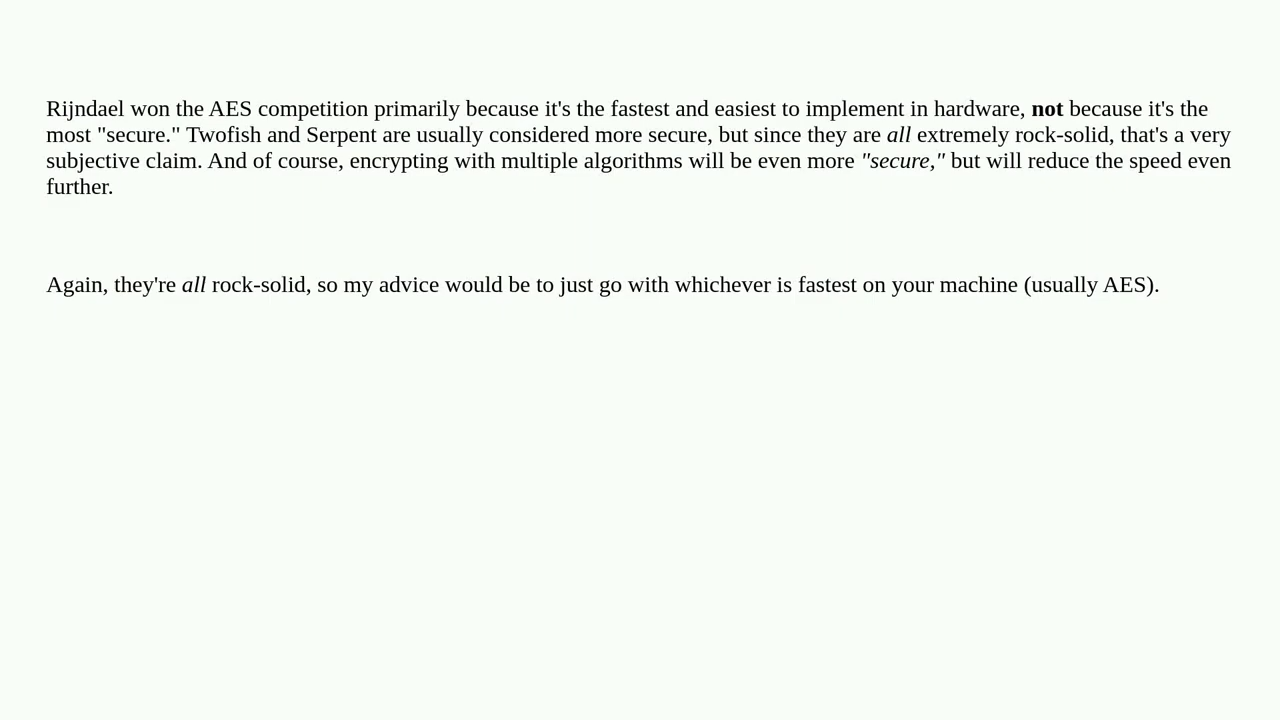 Rijndael won the AES competition primarily because it's the fastest and easiest to implement in hardware, not because it's the
most "secure." Twofish and Serpent are usually considered more secure, but since they are all extremely rock-solid, that's a very
subjective claim. And of course, encrypting with multiple algorithms will be even more "secure," but will reduce the speed even
further.
Again, they're all rock-solid, so my advice would be to just go with whichever is fastest on your machine (usually AES).